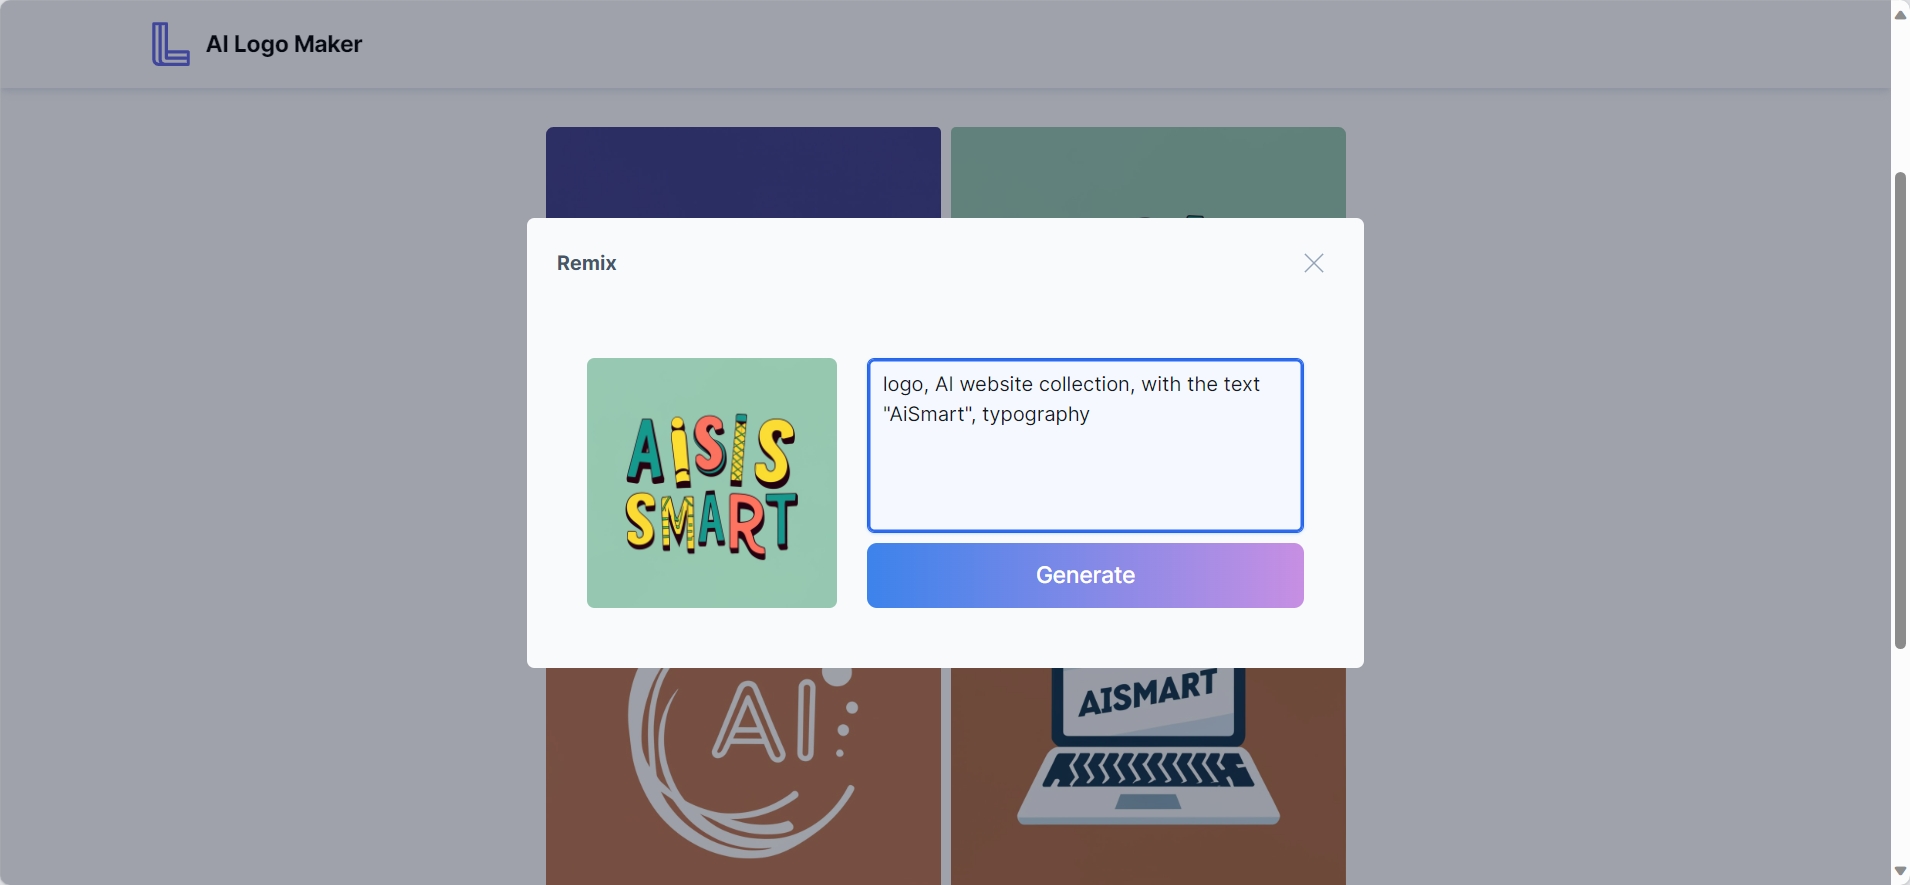 AI Logo Maker
Remix
AISIS
SMART
logo, AI website collection, with the text
"AiSmart", typography
Generate
AI
AISMART